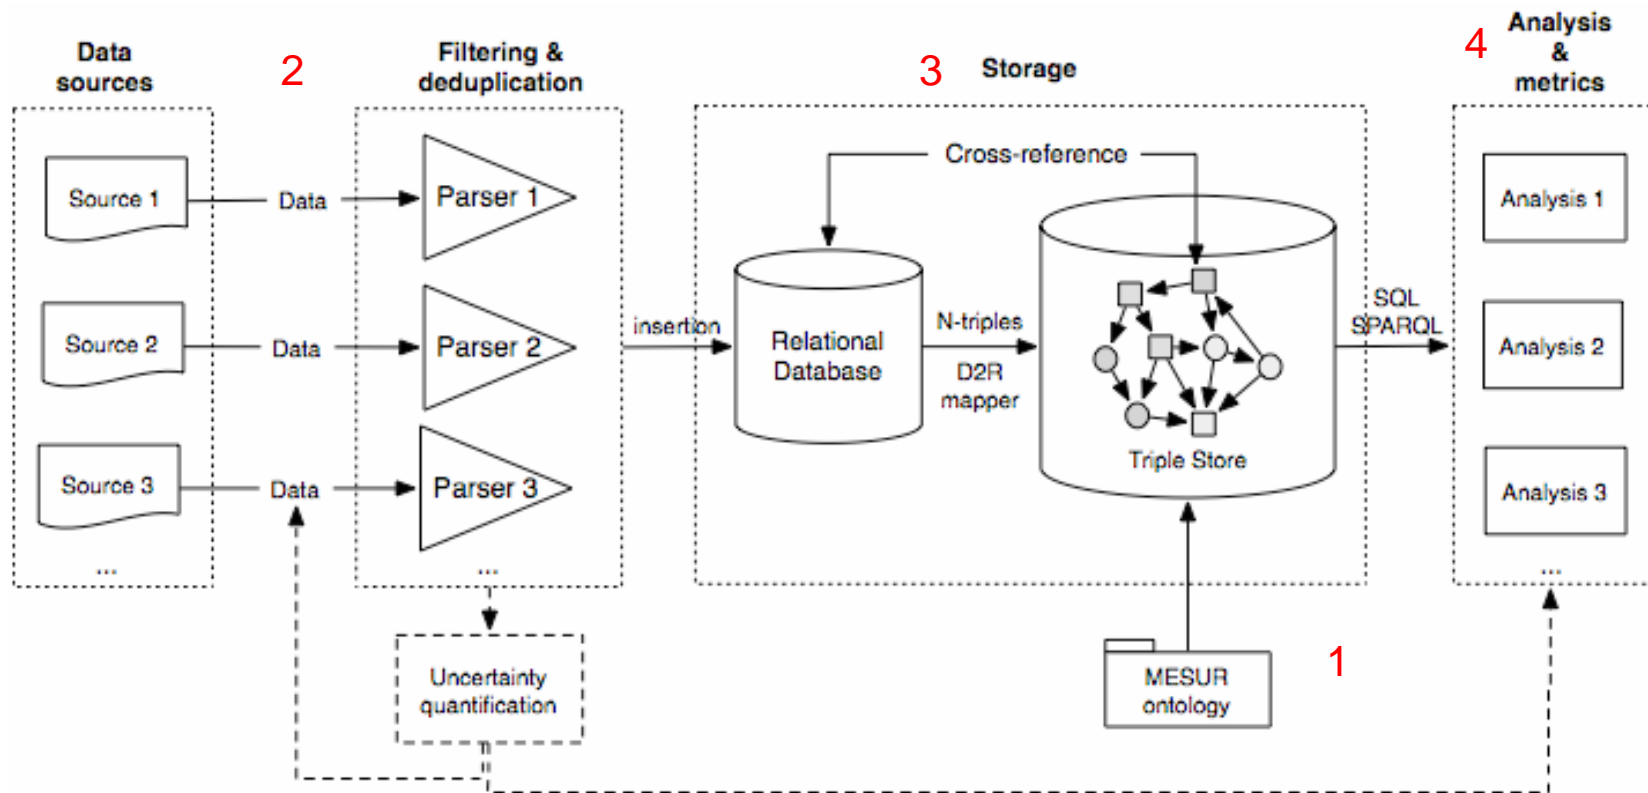 Data
sources
2
Filtering &
deduplication
3
Storage
4
Analysis
&
metrics
Source 1
Data
Parser 1
Cross-reference
Analysis 1
Source 2
Data
Parser 2
insertion
Relational
Database
N-triples
D2R
mapper
SQL
SPARQL
Analysis 2
Triple Store
Source 3
Data
Parser 3
Analysis 3
...
...
...
Uncertainty
quantification
MESUR
ontology
1